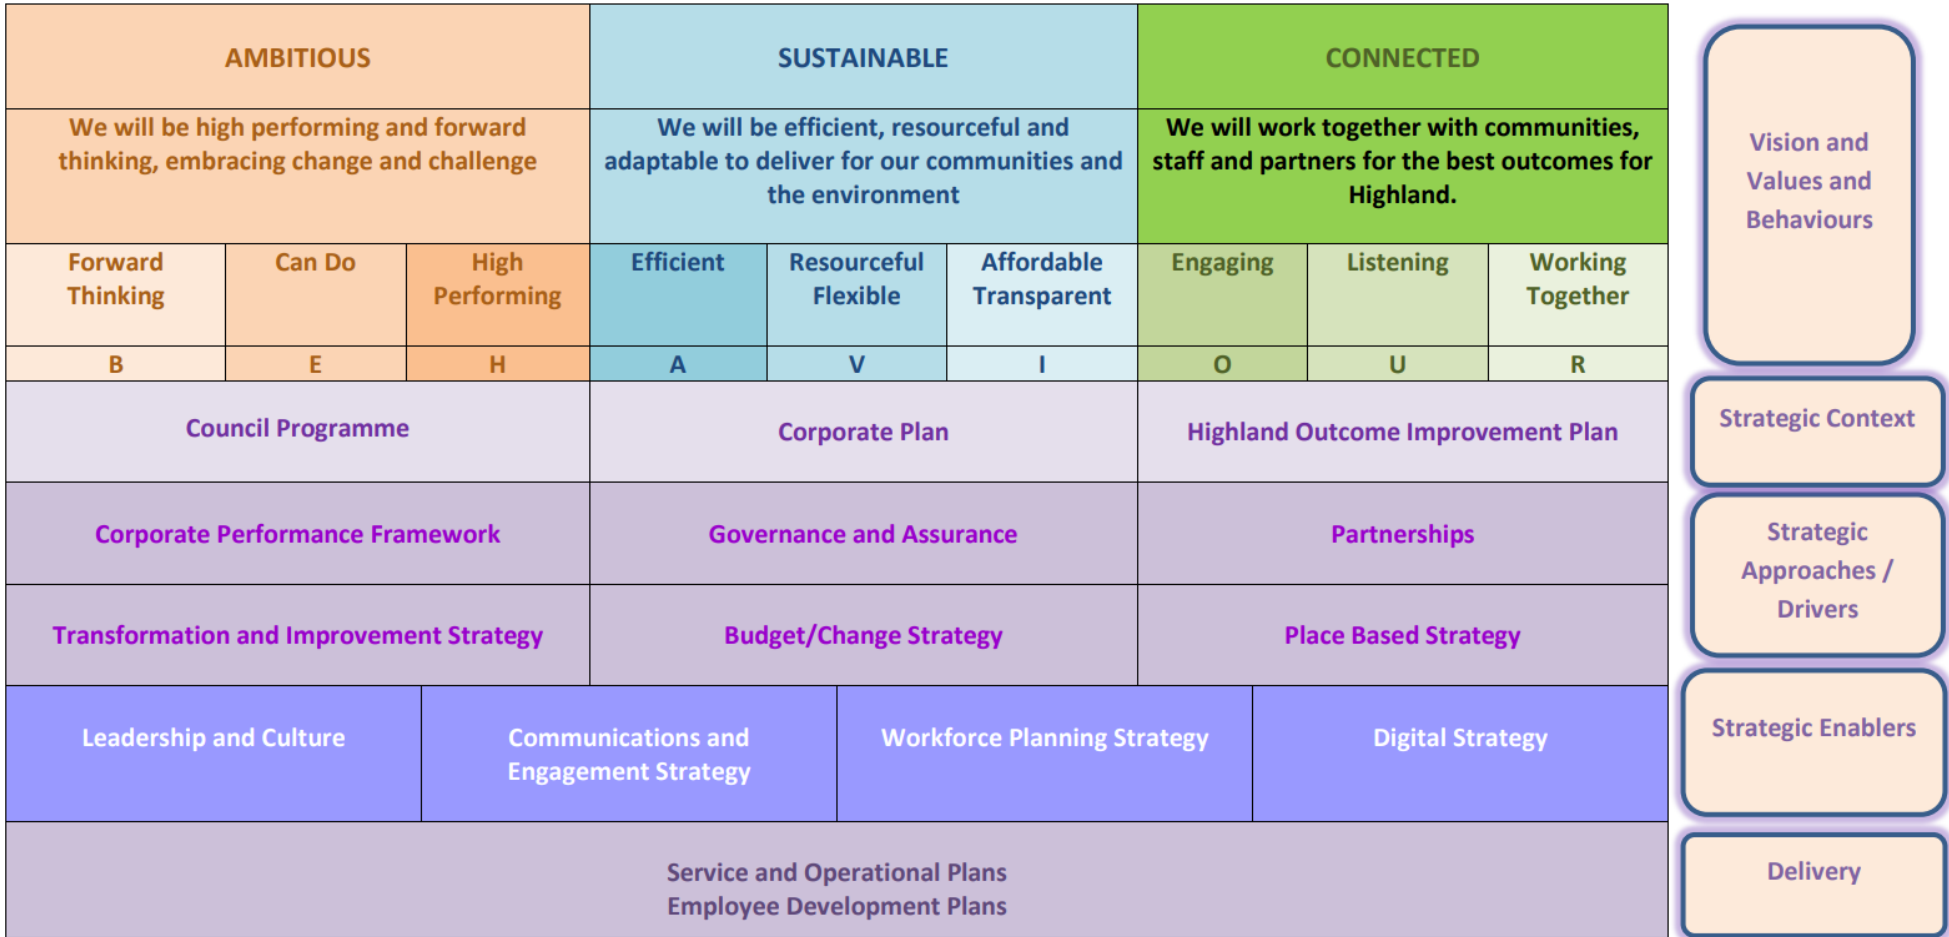 AMBITIOUS
SUSTAINABLE
CONNECTED
We will be high performing and forward
thinking, embracing change and challenge
We will be efficient, resourceful and
adaptable to deliver for our communities and
the environment
We will work together with communities,
staff and partners for the best outcomes for
Highland.
Vision and
Values and
Behaviours
Forward
Thinking
Can Do
High
Performing
Efficient
Resourceful
Flexible
Affordable
Transparent
Engaging
Listening
Working
Together
B
E
H
A
V
I
O
U
R
Council Programme
Corporate Plan
Highland Outcome Improvement Plan
Strategic Context
Corporate Performance Framework
Governance and Assurance
Partnerships
Strategic
Approaches /
Drivers
Transformation and Improvement Strategy
Budget/Change Strategy
Place Based Strategy
Leadership and Culture
Communications and
Engagement Strategy
Workforce Planning Strategy
Digital Strategy
Strategic Enablers
Service and Operational Plans
Employee Development Plans
Delivery